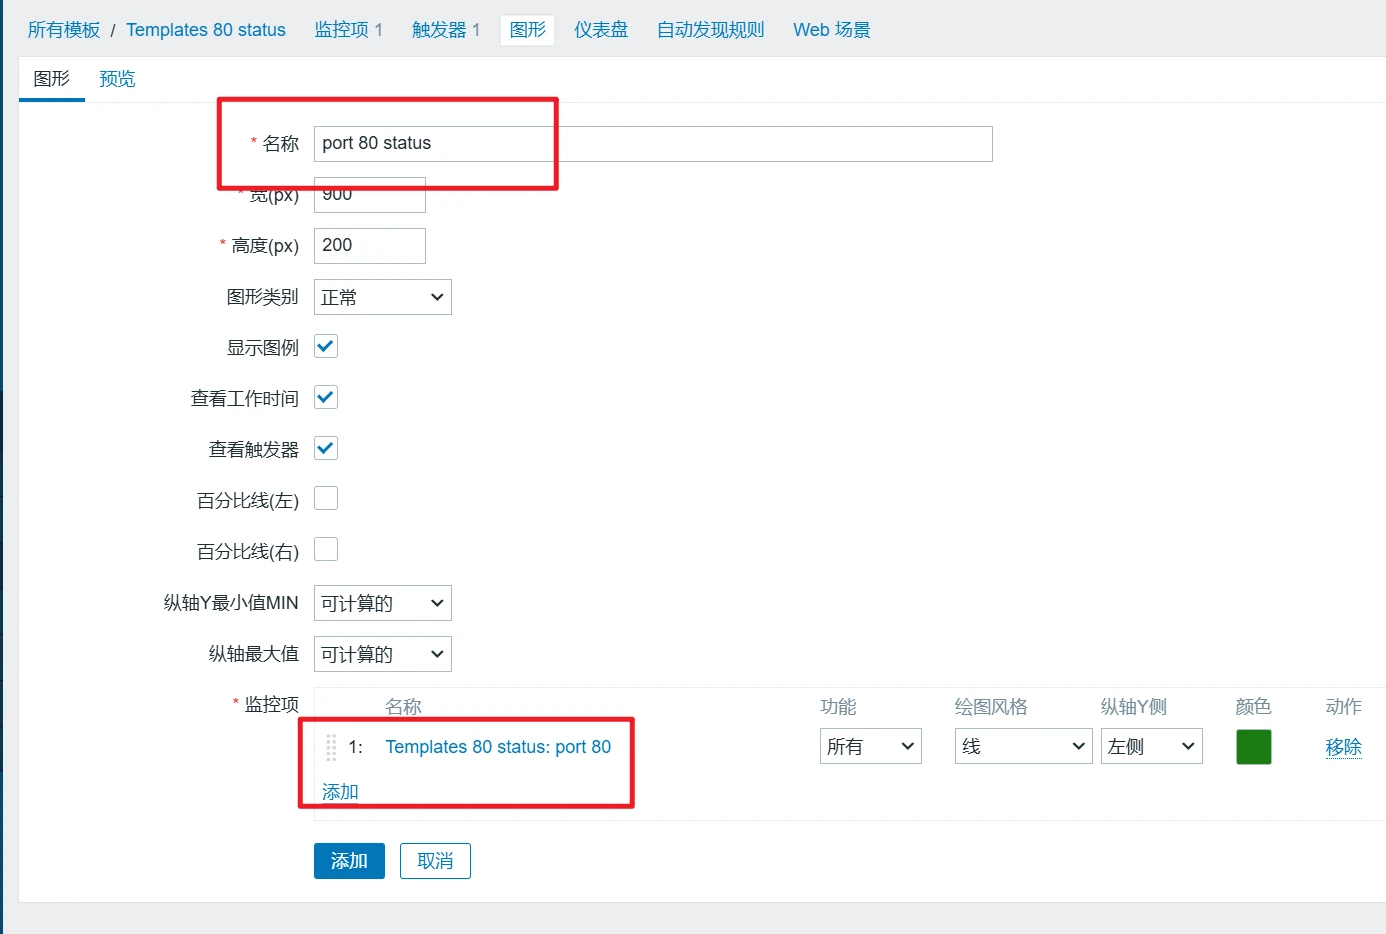 所有模板 / Templates 80 status 监控项 1 触发器 1 图形 仪表盘 自动发现规则 Web 场景
图形 预览
* 名称 port 80 status
* 宽(px) 900
* 高度(px) 200
图形类别 正常
显示图例
查看工作时间
查看触发器
百分比线(左)
百分比线(右)
纵轴Y最小值MIN 可计算的
纵轴最大值 可计算的
* 监控项 名称 功能 绘图风格 纵轴Y侧 颜色 动作
1: Templates 80 status: port 80 所有 线 左侧 移除
添加
添加 取消